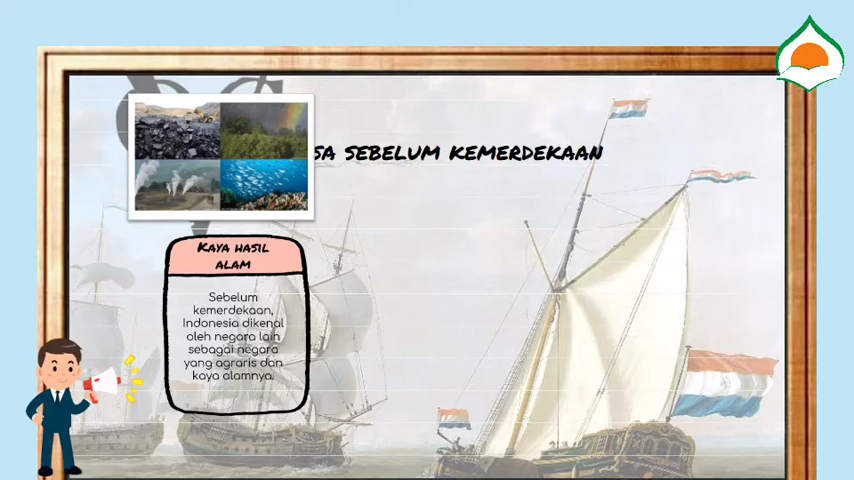 SA SEBELUM KEMERDEKAAN
Kaya hasil
alam
Sebelum
kemerdekaan,
Indonesia dikenal
oleh negara lain
sebagai negara
yang agraris dan
kaya alamnya.